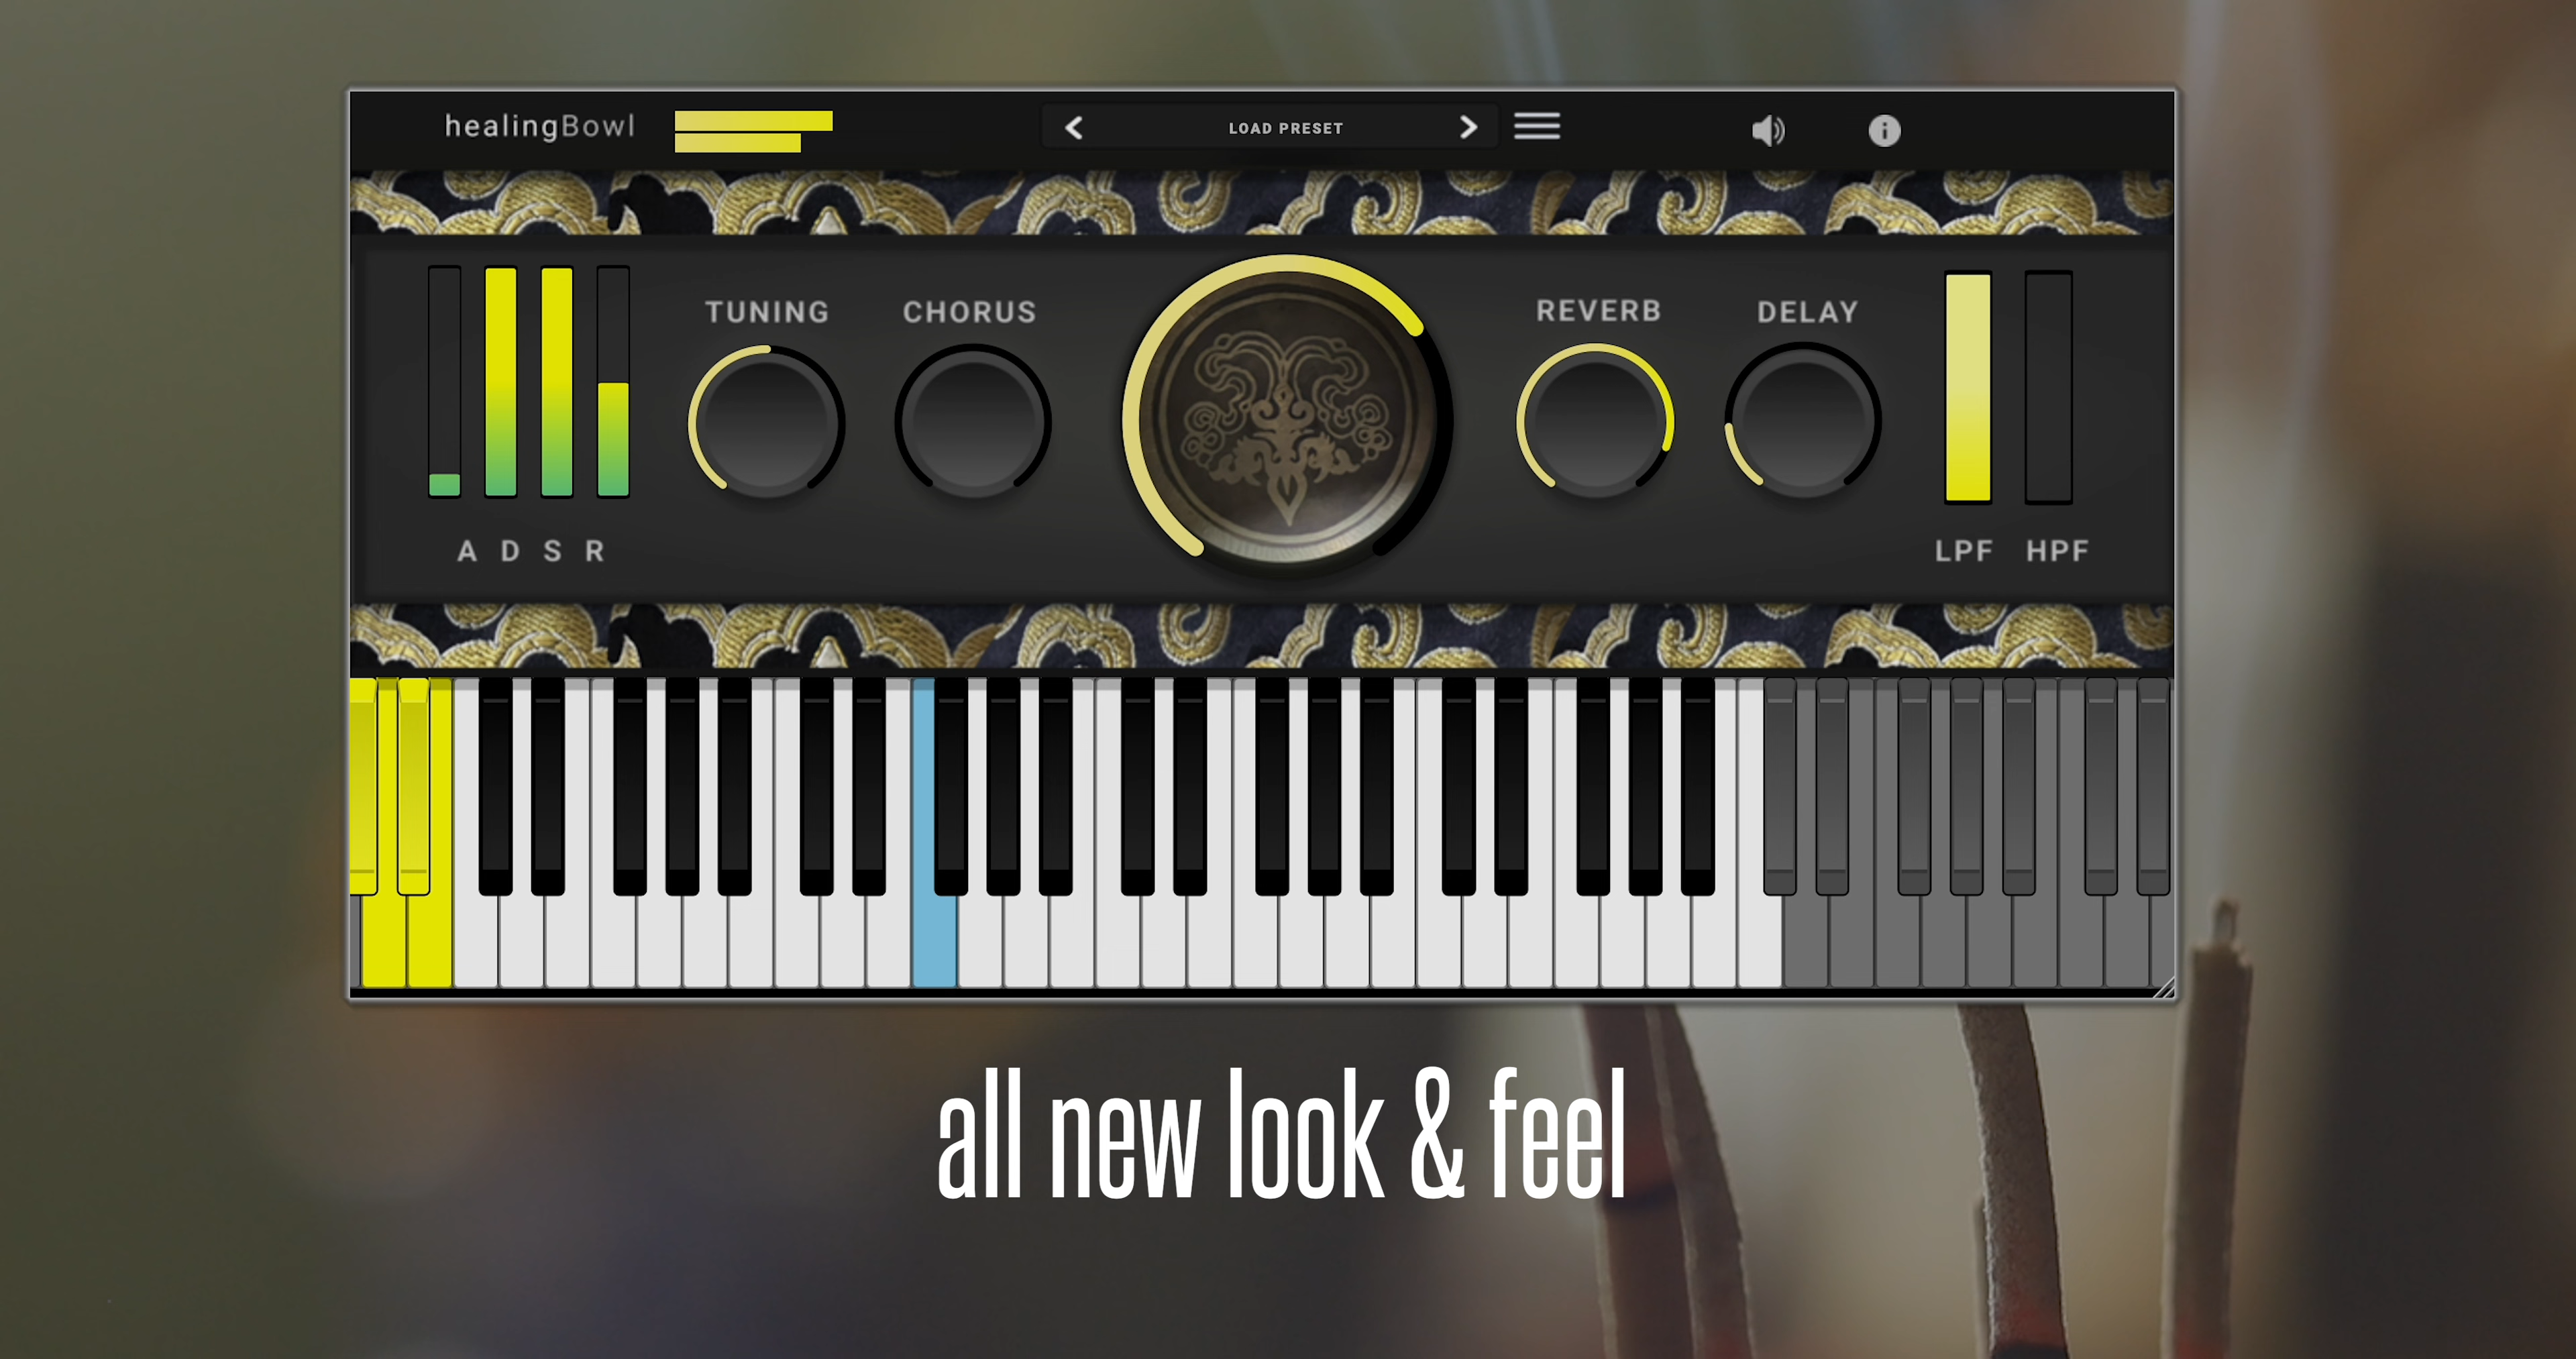 healingBowl
LOAD PRESET
TUNING
CHORUS
REVERB
DELAY
A D S R
LPF HPF
all new look & feel